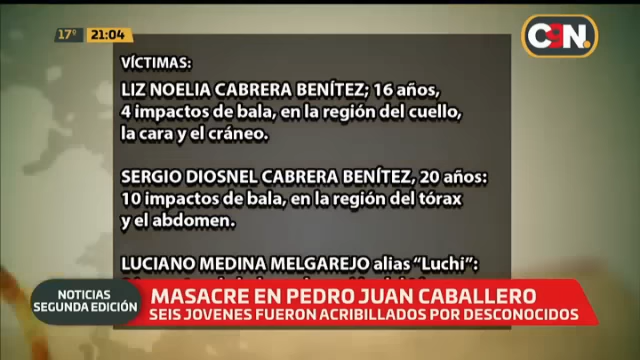 17º 21:04
C9N.
VÍCTIMAS:
LIZ NOELIA CABRERA BENÍTEZ; 16 años,
4 impactos de bala, en la región del cuello,
la cara y el cráneo.
SERGIO DIOSNEL CABRERA BENÍTEZ, 20 años:
10 impactos de bala, en la región del tórax
y el abdomen.
LUCIANO MEDINA MELGAREJO alias “Luchi”:
NOTICIAS
SEGUNDA EDICIÓN
MASACRE EN PEDRO JUAN CABALLERO
SEIS JOVENES FUERON ACRIBILLADOS POR DESCONOCIDOS